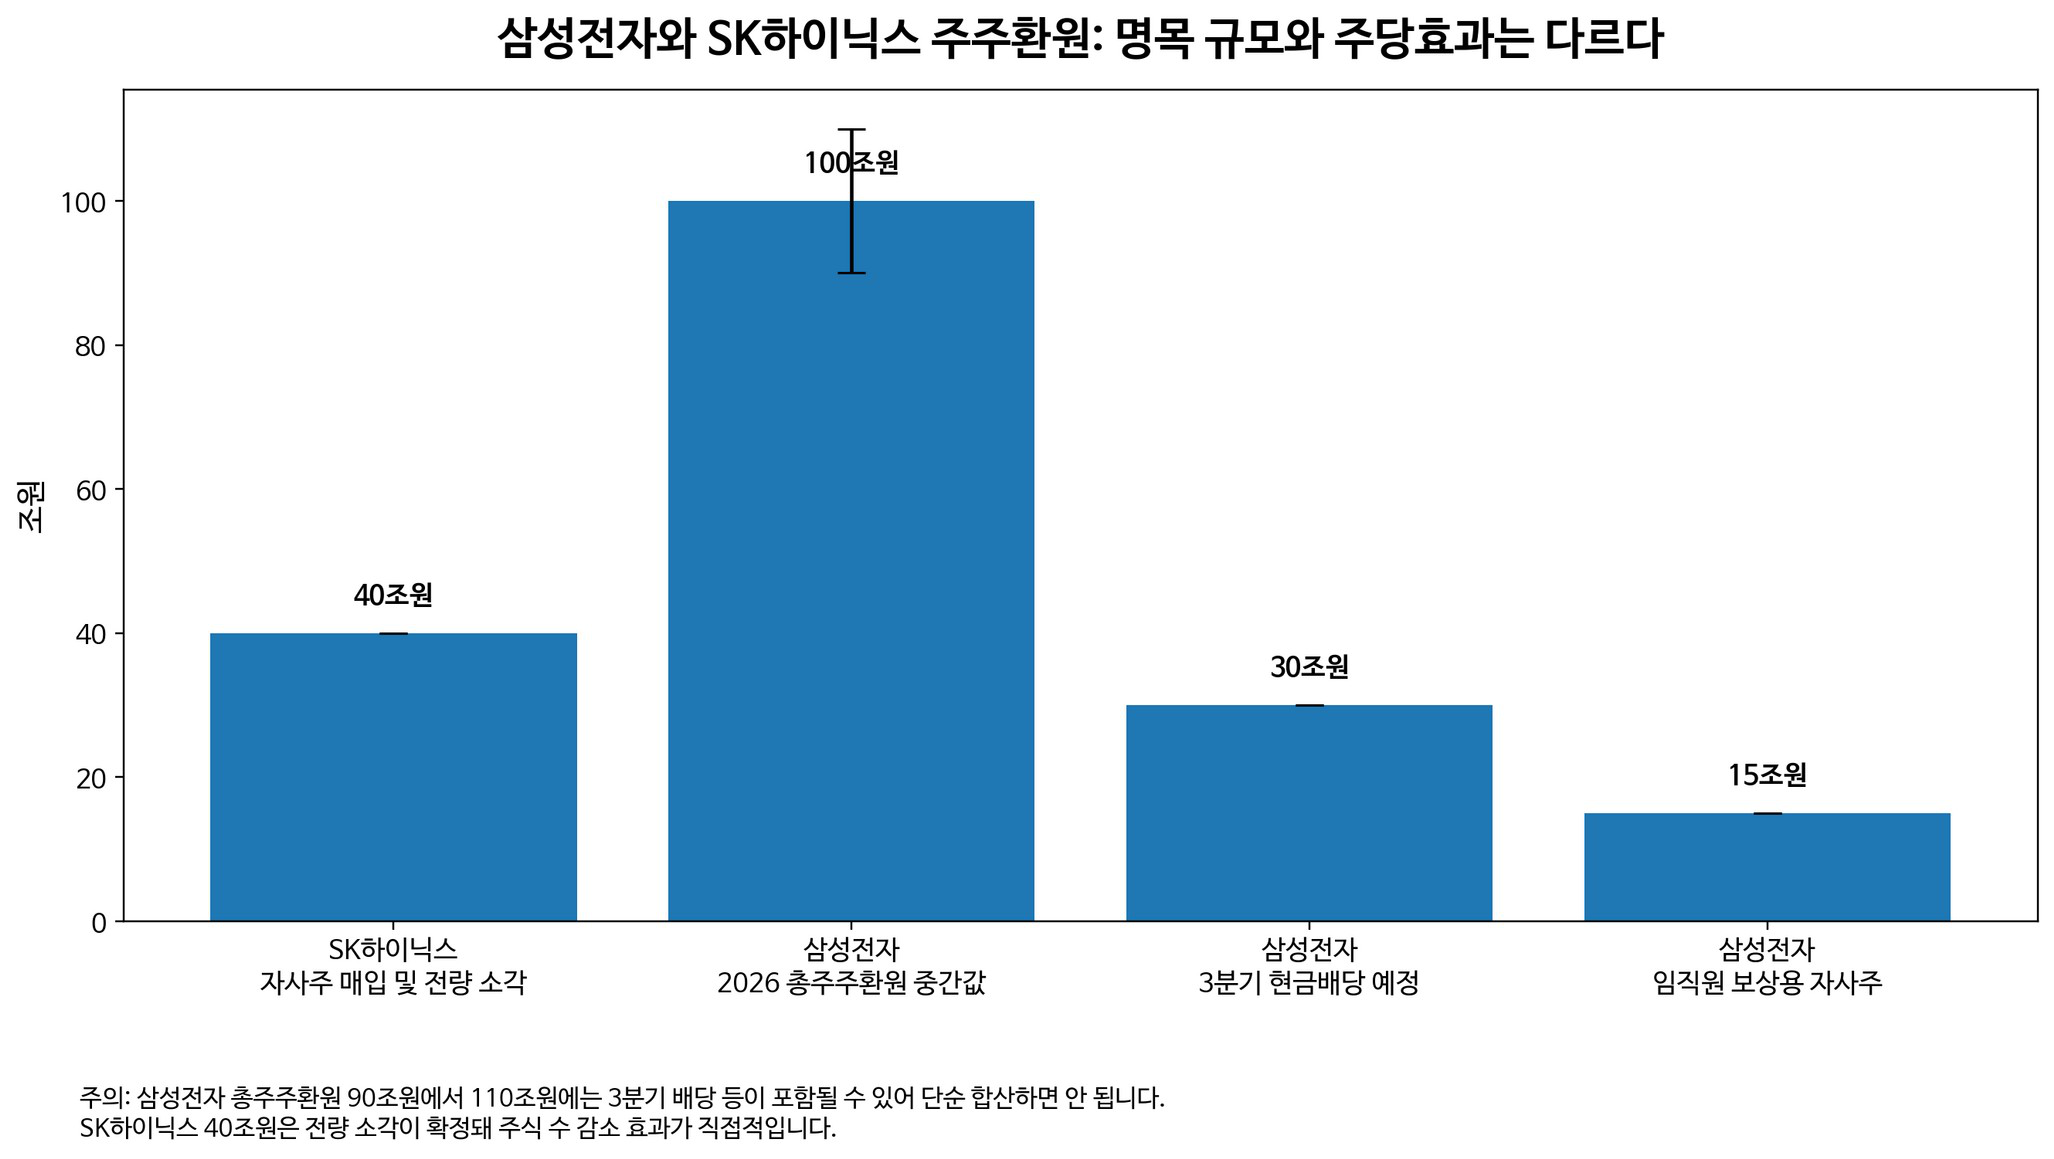 삼성전자와 SK하이닉스 주주환원: 명목 규모와 주당효과는 다르다
조원
100
80
60
40
20
0
40조원
100조원
30조원
15조원
SK하이닉스
자사주 매입 및 전량 소각
삼성전자
2026 총주주환원 중간값
삼성전자
3분기 현금배당 예정
삼성전자
임직원 보상용 자사주
주의: 삼성전자 총주주환원 90조원에서 110조원에는 3분기 배당 등이 포함될 수 있어 단순 합산하면 안 됩니다.
SK하이닉스 40조원은 전량 소각이 확정돼 주식 수 감소 효과가 직접적입니다.